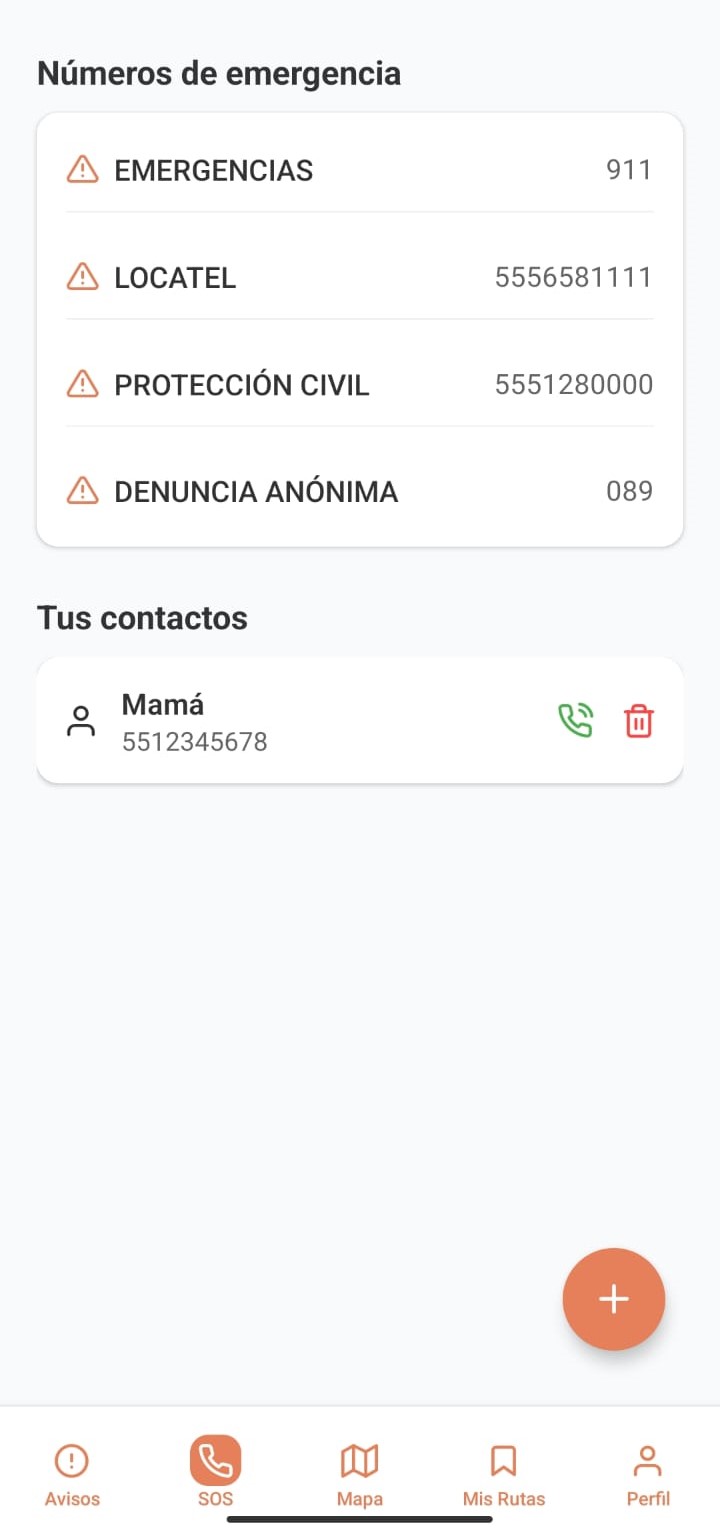 Números de emergencia
EMERGENCIAS 911
LOCATEL 5556581111
PROTECCIÓN CIVIL 5551280000
DENUNCIA ANÓNIMA 089
Tus contactos
Mamá
5512345678
Avisos SOS Mapa Mis Rutas Perfil